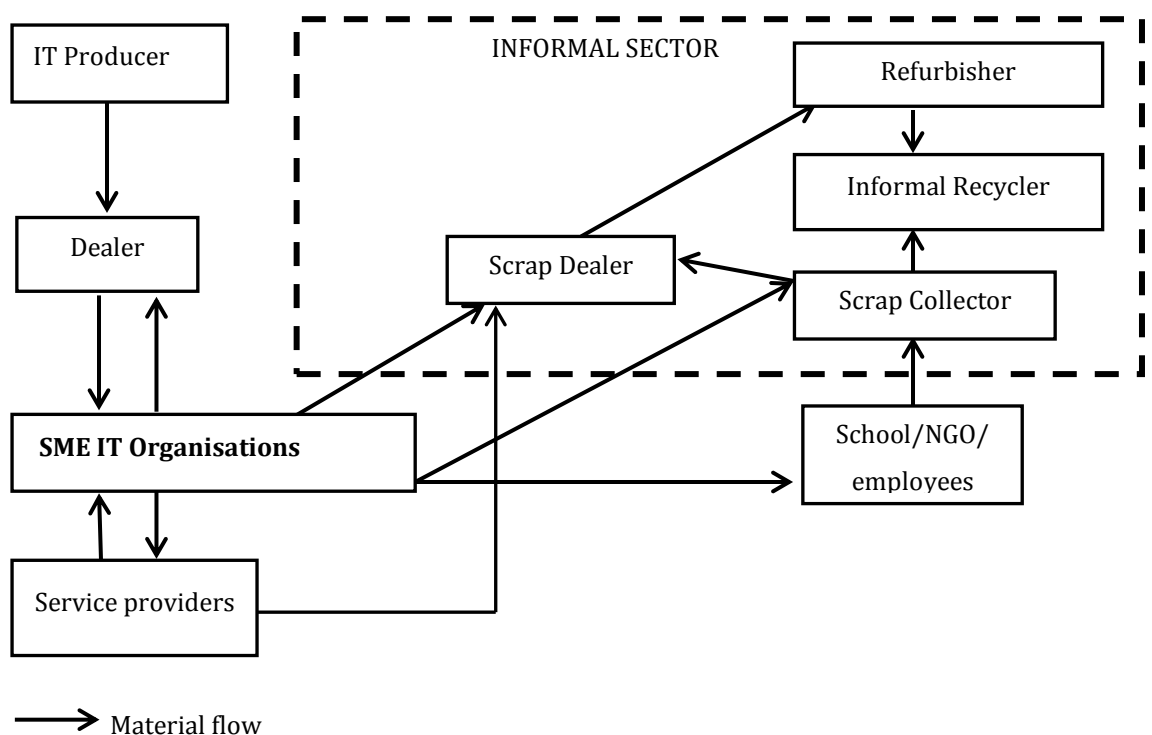 IT Producer
INFORMAL SECTOR
Refurbisher
Informal Recycler
Dealer
Scrap Dealer
Scrap Collector
SME IT Organisations
School/NGO/
employees
Service providers
Material flow